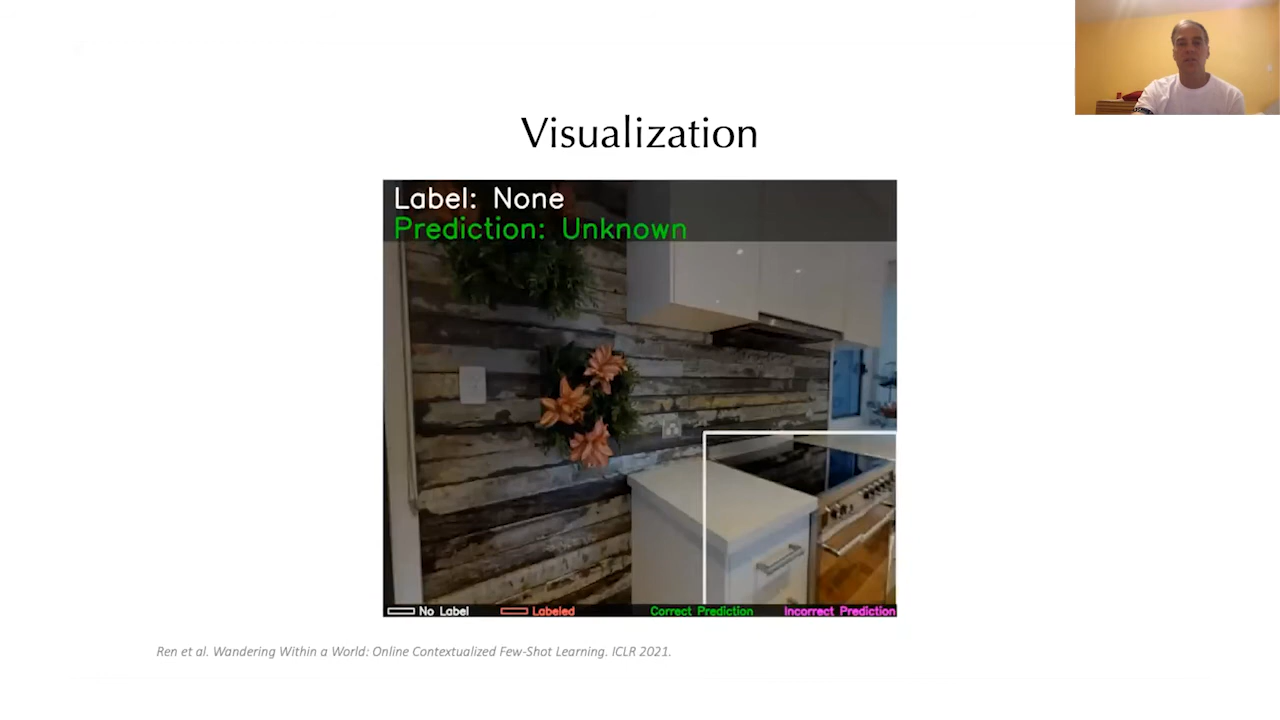 Visualization
Label: None
Prediction: Unknown
No Label
Labeled
Correct Prediction
Incorrect Prediction
Ren et al. Wandering Within a World: Online Contextualized Few-Shot Learning. ICLR 2021.